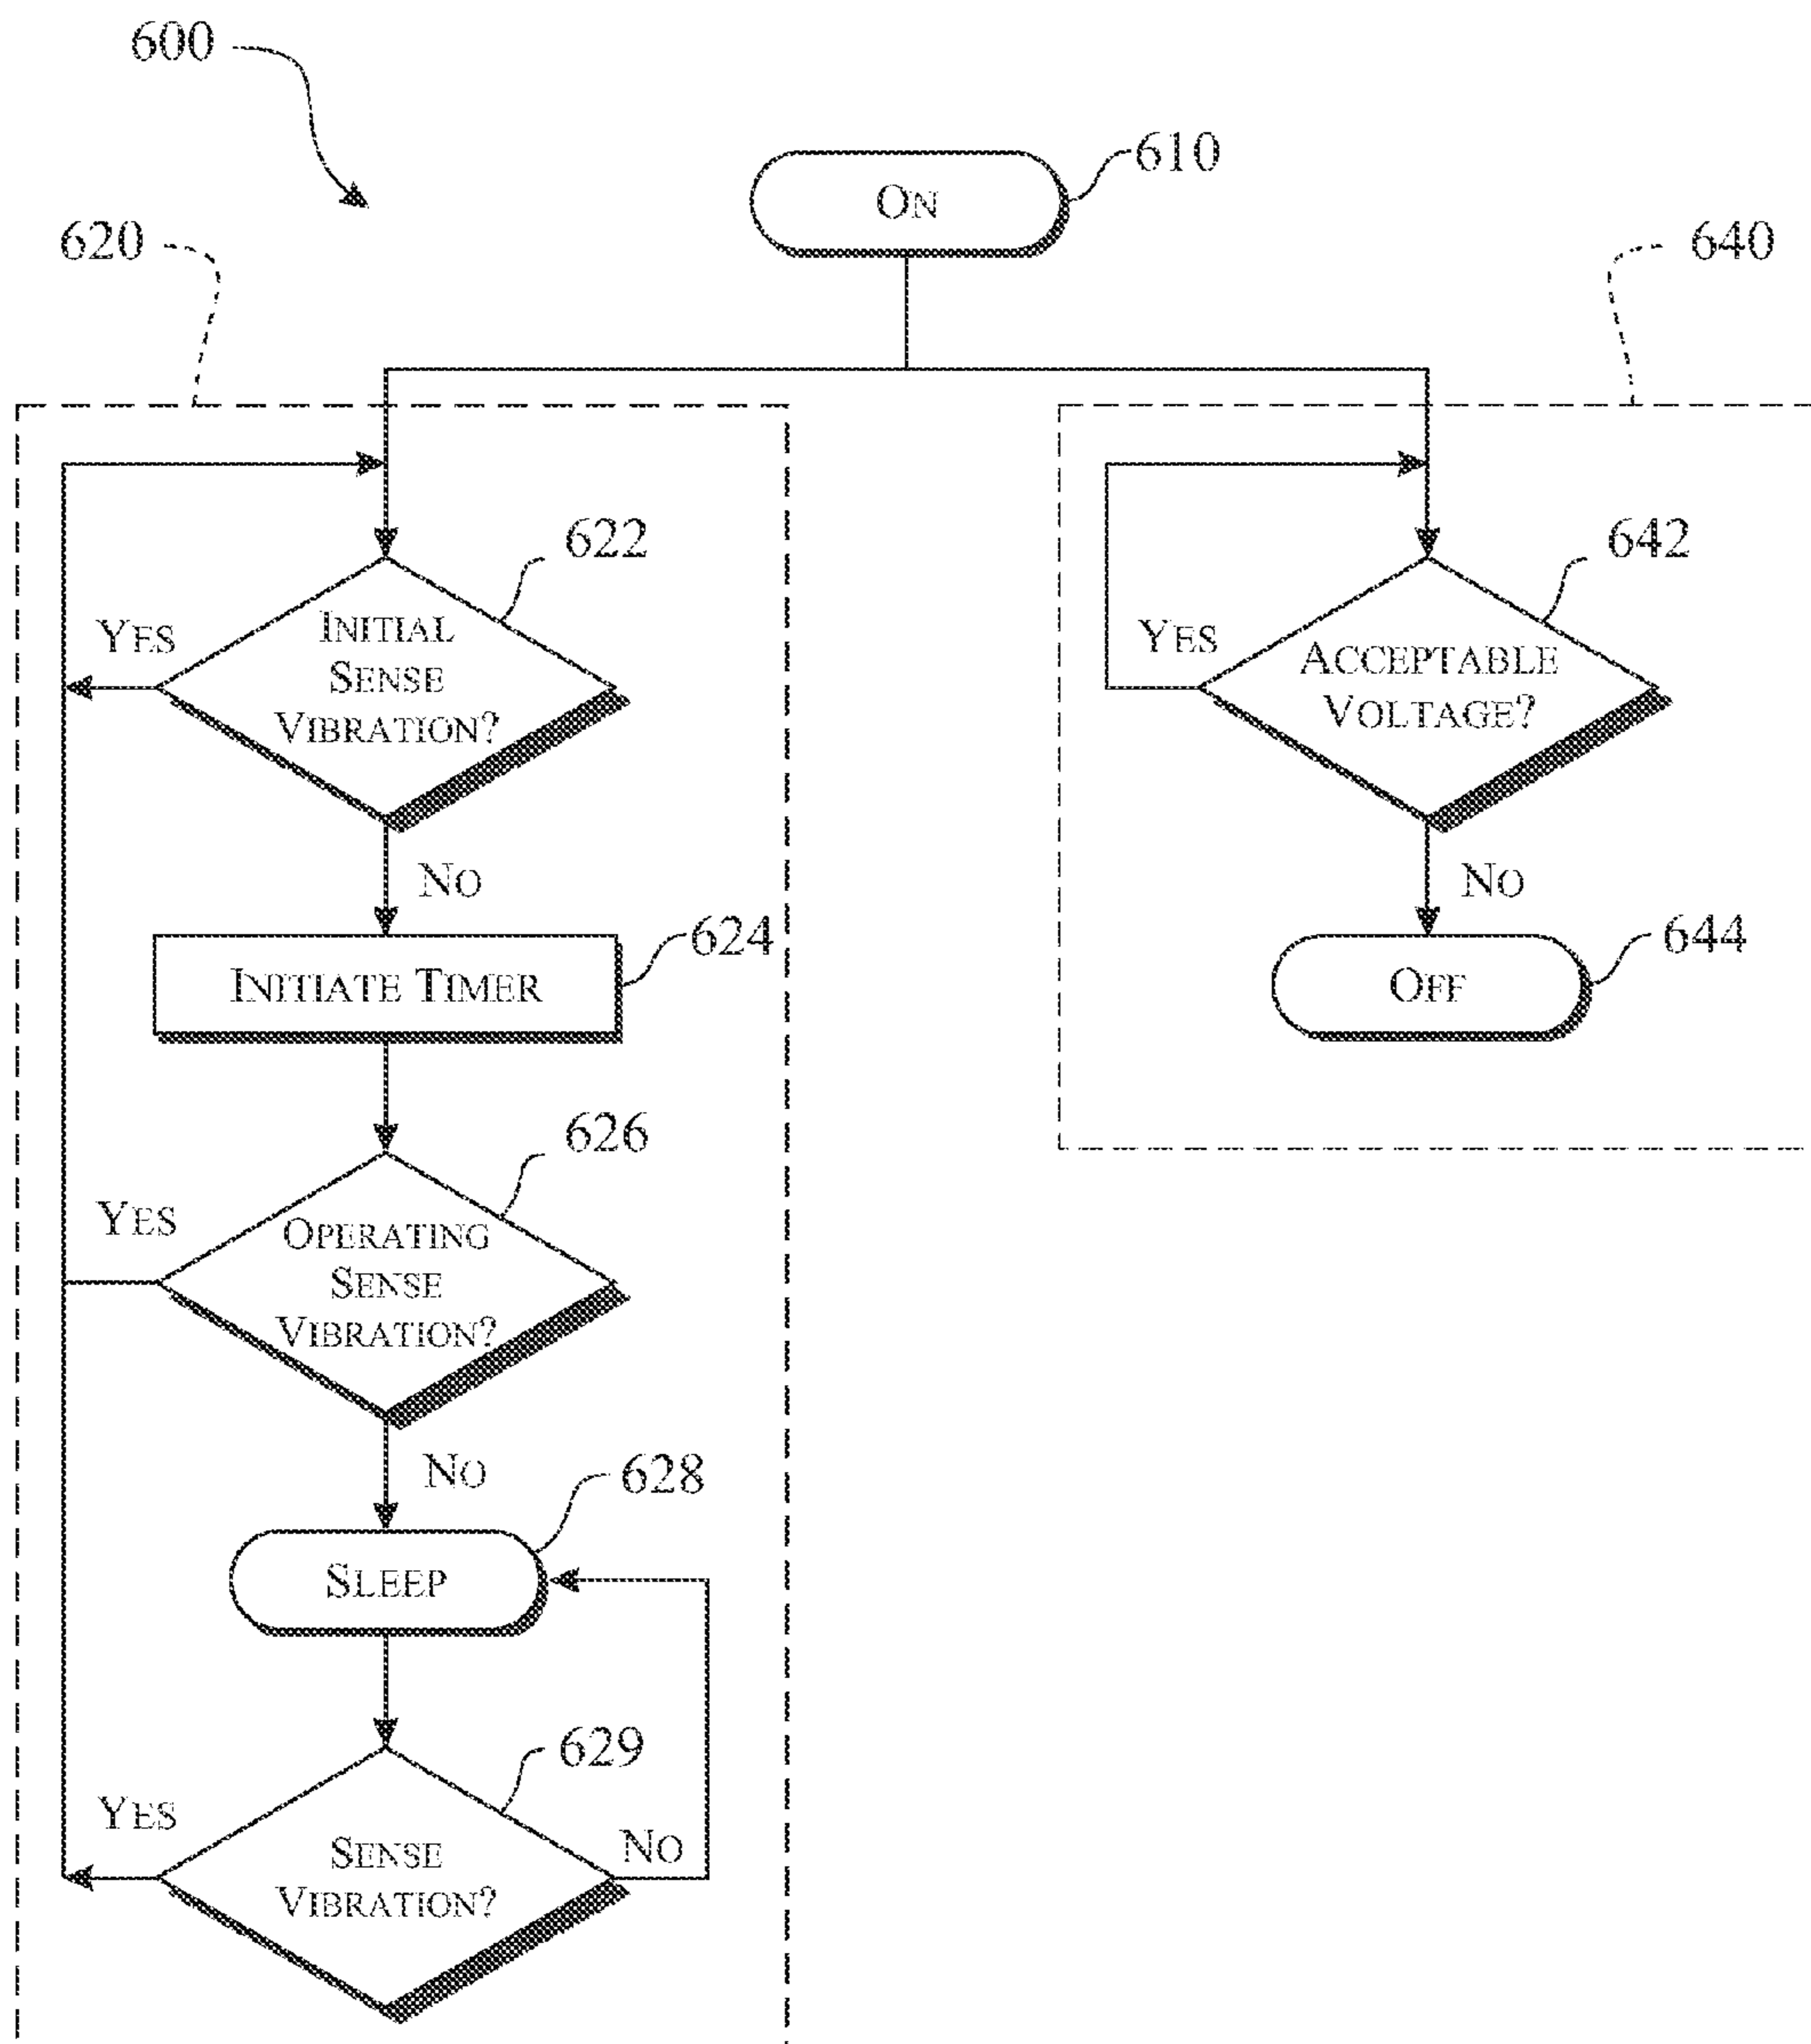 600
610
ON
620
640
622
642
YES
INITIAL
SENSE
VIBRATION?
YES
ACCEPTABLE
VOLTAGE?
NO
NO
624
644
INITIATE TIMER
OFF
626
YES
OPERATING
SENSE
VIBRATION?
NO
628
SLEEP
629
YES
SENSE
VIBRATION?
NO